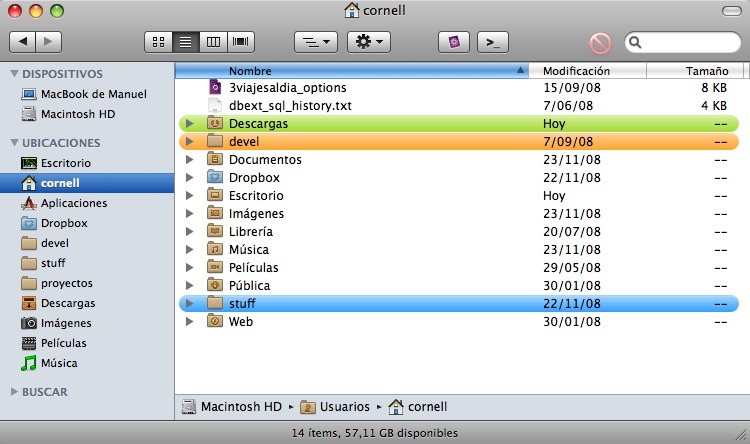 cornell
>_
Nombre Modificación Tamaño
3viajesaldia_options 15/09/08 8 KB
dbext_sql_history.txt 7/06/08 4 KB
Descargas Hoy --
devel 7/09/08 --
Documentos 23/11/08 --
Dropbox 22/11/08 --
Escritorio Hoy --
Imágenes 23/11/08 --
Librería 20/07/08 --
Música 23/11/08 --
Películas 29/05/08 --
Pública 30/01/08 --
stuff 22/11/08 --
Web 30/01/08 --
DISPOSITIVOS
MacBook de Manuel
Macintosh HD
UBICACIONES
Escritorio
cornell
Aplicaciones
Dropbox
devel
stuff
proyectos
Descargas
Imágenes
Películas
Música
BUSCAR
Macintosh HD ▸ Usuarios ▸ cornell
14 ítems, 57,11 GB disponibles